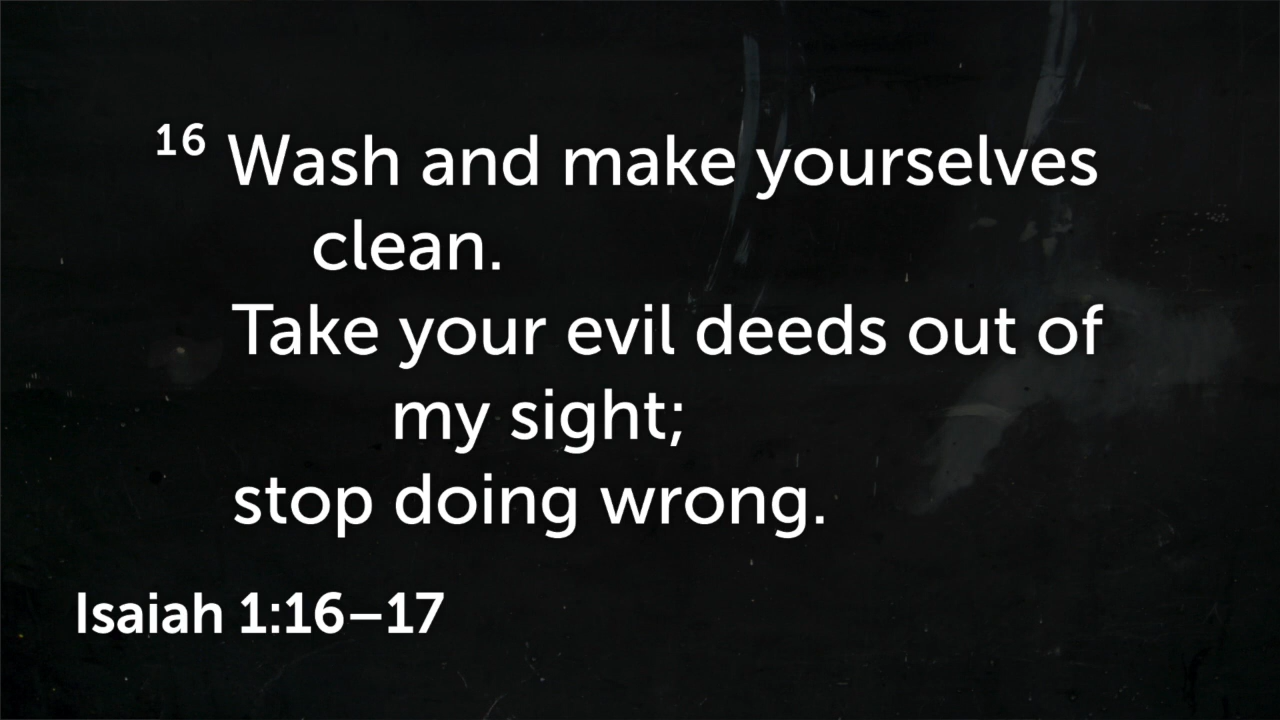 16 Wash and make yourselves
clean.
Take your evil deeds out of
my sight;
stop doing wrong.
Isaiah 1:16–17